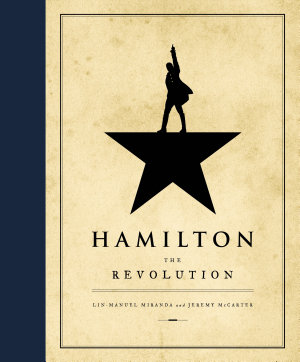 HAMILTON
THE
REVOLUTION
LIN-MANUEL MIRANDA and JEREMY McCARTER